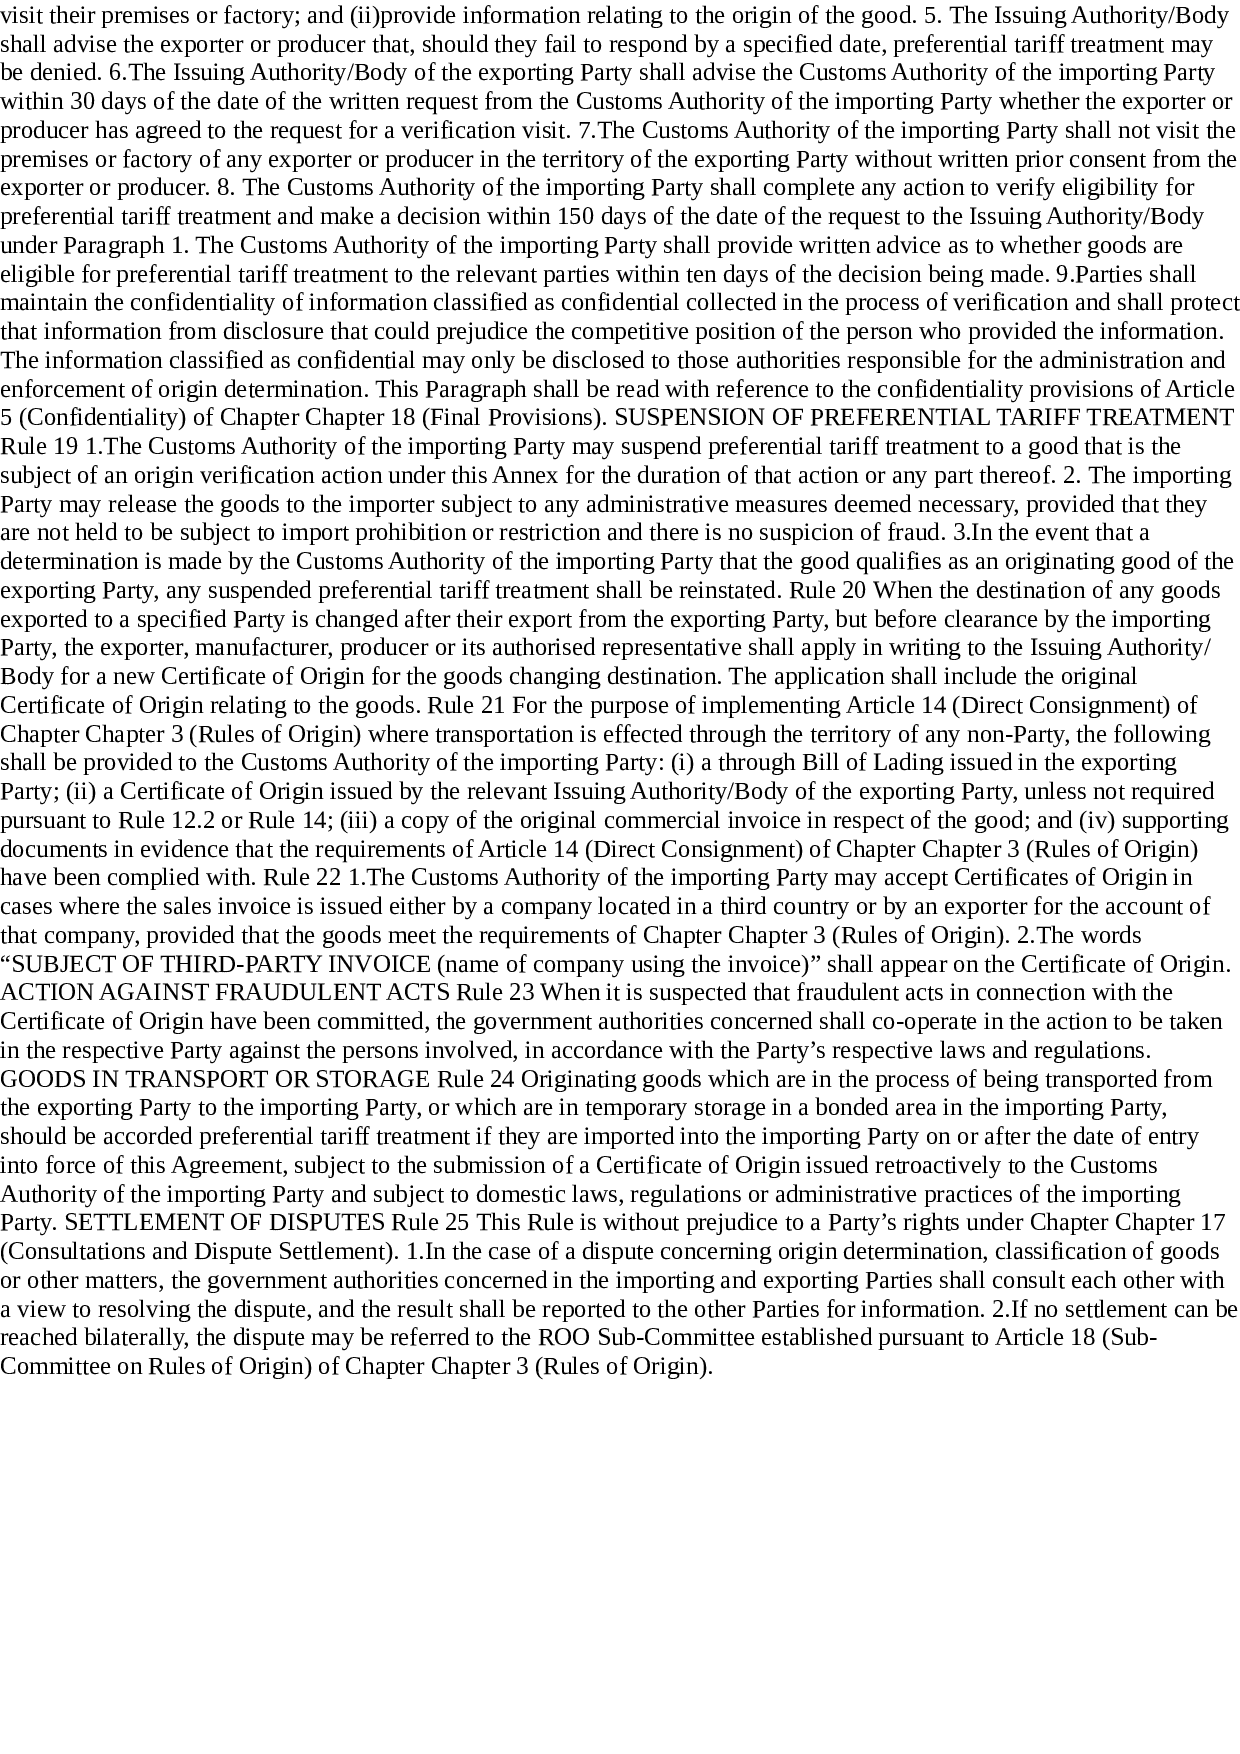 visit their premises or factory; and (ii)provide information relating to the origin of the good. 5. The Issuing Authority/Body
shall advise the exporter or producer that, should they fail to respond by a specified date, preferential tariff treatment may
be denied. 6.The Issuing Authority/Body of the exporting Party shall advise the Customs Authority of the importing Party
within 30 days of the date of the written request from the Customs Authority of the importing Party whether the exporter or
producer has agreed to the request for a verification visit. 7.The Customs Authority of the importing Party shall not visit the
premises or factory of any exporter or producer in the territory of the exporting Party without written prior consent from the
exporter or producer. 8. The Customs Authority of the importing Party shall complete any action to verify eligibility for
preferential tariff treatment and make a decision within 150 days of the date of the request to the Issuing Authority/Body
under Paragraph 1. The Customs Authority of the importing Party shall provide written advice as to whether goods are
eligible for preferential tariff treatment to the relevant parties within ten days of the decision being made. 9.Parties shall
maintain the confidentiality of information classified as confidential collected in the process of verification and shall protect
that information from disclosure that could prejudice the competitive position of the person who provided the information.
The information classified as confidential may only be disclosed to those authorities responsible for the administration and
enforcement of origin determination. This Paragraph shall be read with reference to the confidentiality provisions of Article
5 (Confidentiality) of Chapter Chapter 18 (Final Provisions). SUSPENSION OF PREFERENTIAL TARIFF TREATMENT
Rule 19 1.The Customs Authority of the importing Party may suspend preferential tariff treatment to a good that is the
subject of an origin verification action under this Annex for the duration of that action or any part thereof. 2. The importing
Party may release the goods to the importer subject to any administrative measures deemed necessary, provided that they
are not held to be subject to import prohibition or restriction and there is no suspicion of fraud. 3.In the event that a
determination is made by the Customs Authority of the importing Party that the good qualifies as an originating good of the
exporting Party, any suspended preferential tariff treatment shall be reinstated. Rule 20 When the destination of any goods
exported to a specified Party is changed after their export from the exporting Party, but before clearance by the importing
Party, the exporter, manufacturer, producer or its authorised representative shall apply in writing to the Issuing Authority/
Body for a new Certificate of Origin for the goods changing destination. The application shall include the original
Certificate of Origin relating to the goods. Rule 21 For the purpose of implementing Article 14 (Direct Consignment) of
Chapter Chapter 3 (Rules of Origin) where transportation is effected through the territory of any non-Party, the following
shall be provided to the Customs Authority of the importing Party: (i) a through Bill of Lading issued in the exporting
Party; (ii) a Certificate of Origin issued by the relevant Issuing Authority/Body of the exporting Party, unless not required
pursuant to Rule 12.2 or Rule 14; (iii) a copy of the original commercial invoice in respect of the good; and (iv) supporting
documents in evidence that the requirements of Article 14 (Direct Consignment) of Chapter Chapter 3 (Rules of Origin)
have been complied with. Rule 22 1.The Customs Authority of the importing Party may accept Certificates of Origin in
cases where the sales invoice is issued either by a company located in a third country or by an exporter for the account of
that company, provided that the goods meet the requirements of Chapter Chapter 3 (Rules of Origin). 2.The words
“SUBJECT OF THIRD-PARTY INVOICE (name of company using the invoice)” shall appear on the Certificate of Origin.
ACTION AGAINST FRAUDULENT ACTS Rule 23 When it is suspected that fraudulent acts in connection with the
Certificate of Origin have been committed, the government authorities concerned shall co-operate in the action to be taken
in the respective Party against the persons involved, in accordance with the Party’s respective laws and regulations.
GOODS IN TRANSPORT OR STORAGE Rule 24 Originating goods which are in the process of being transported from
the exporting Party to the importing Party, or which are in temporary storage in a bonded area in the importing Party,
should be accorded preferential tariff treatment if they are imported into the importing Party on or after the date of entry
into force of this Agreement, subject to the submission of a Certificate of Origin issued retroactively to the Customs
Authority of the importing Party and subject to domestic laws, regulations or administrative practices of the importing
Party. SETTLEMENT OF DISPUTES Rule 25 This Rule is without prejudice to a Party’s rights under Chapter Chapter 17
(Consultations and Dispute Settlement). 1.In the case of a dispute concerning origin determination, classification of goods
or other matters, the government authorities concerned in the importing and exporting Parties shall consult each other with
a view to resolving the dispute, and the result shall be reported to the other Parties for information. 2.If no settlement can be
reached bilaterally, the dispute may be referred to the ROO Sub-Committee established pursuant to Article 18 (Sub-
Committee on Rules of Origin) of Chapter Chapter 3 (Rules of Origin).